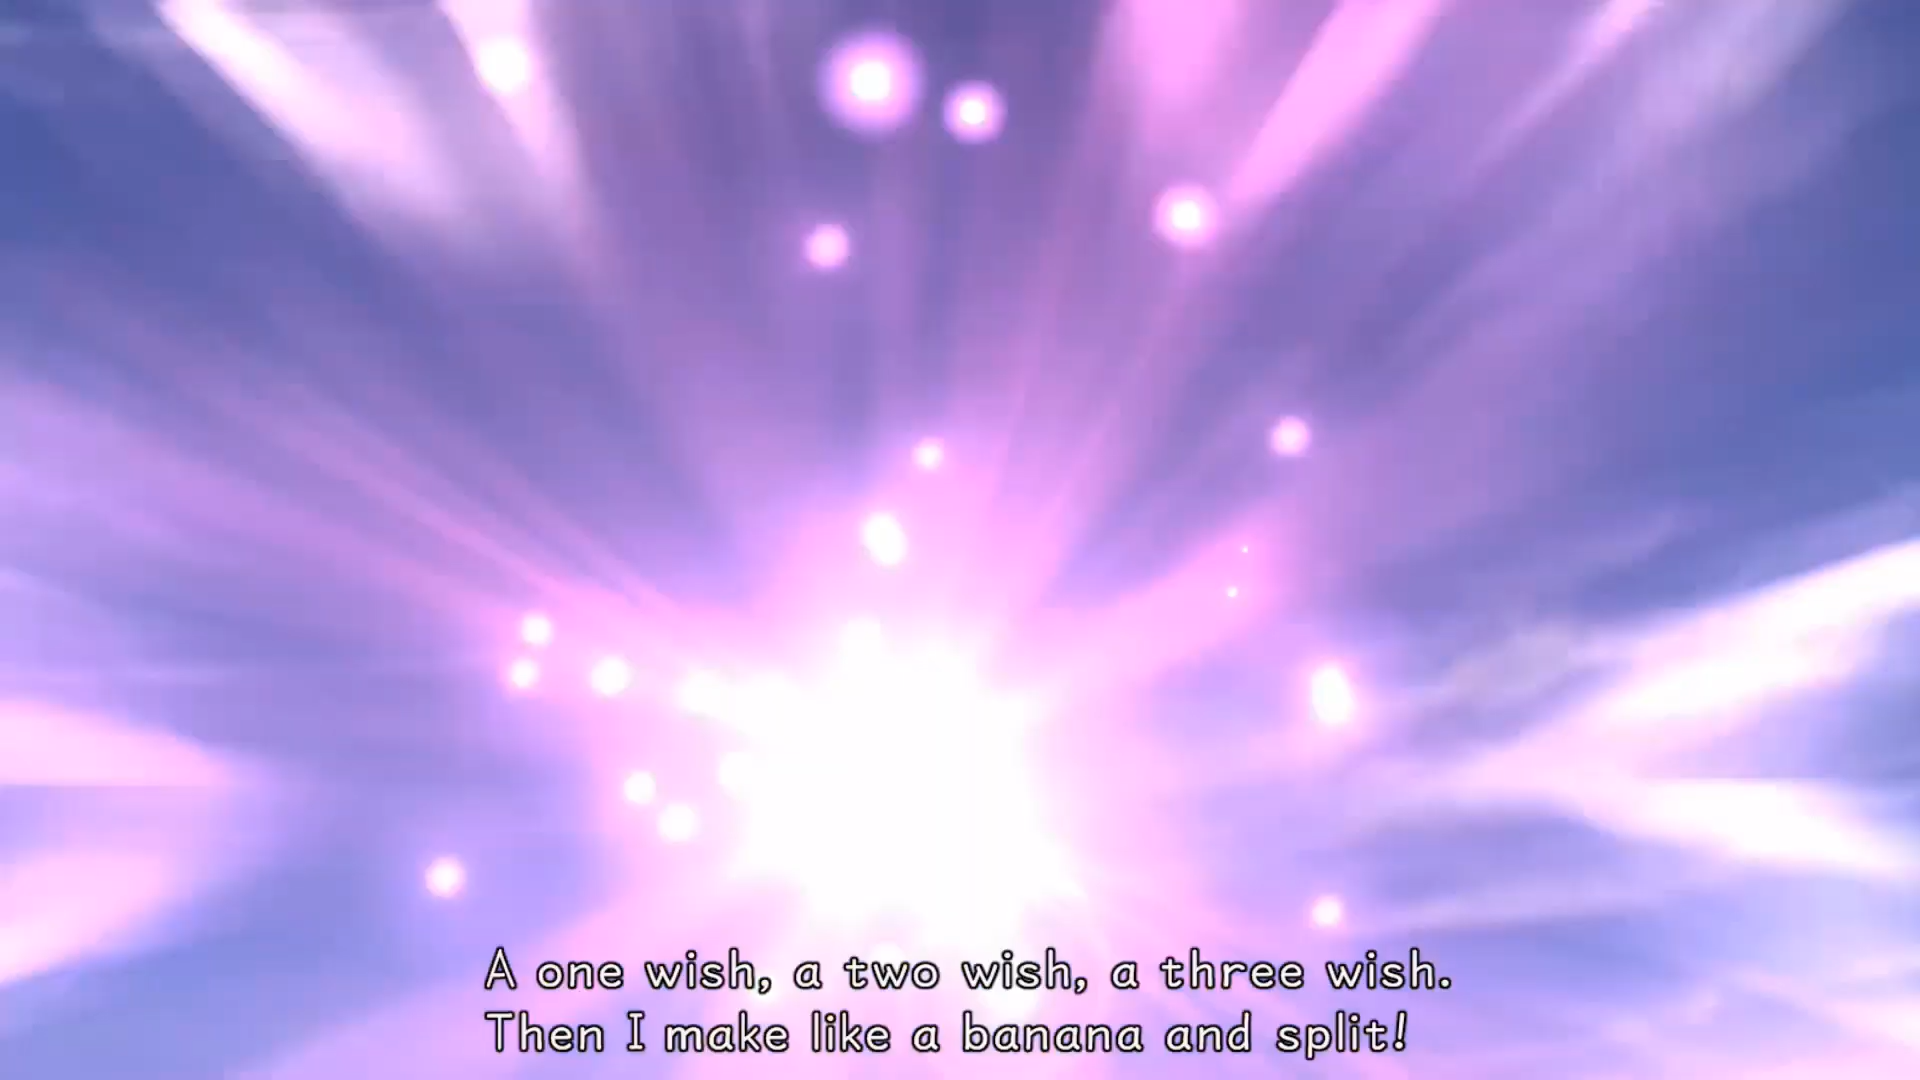 A one wish, a two wish, a three wish.
Then I make like a banana and split!